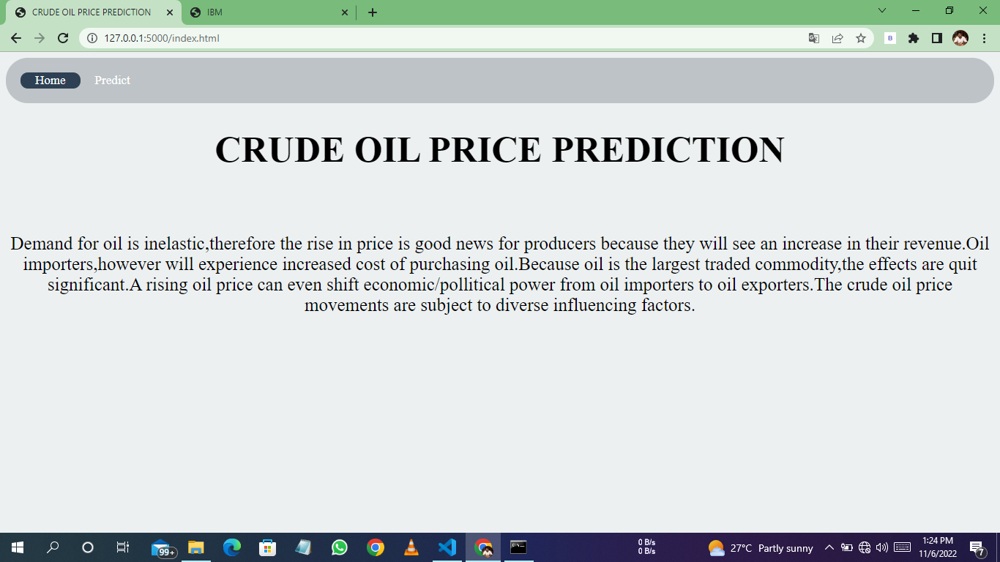 CRUDE OIL PRICE PREDICTION
IBM
127.0.0.1:5000/index.html
B
Home Predict
CRUDE OIL PRICE PREDICTION
Demand for oil is inelastic,therefore the rise in price is good news for producers because they will see an increase in their revenue.Oil
importers,however will experience increased cost of purchasing oil.Because oil is the largest traded commodity,the effects are quit
significant.A rising oil price can even shift economic/pollitical power from oil importers to oil exporters.The crude oil price
movements are subject to diverse influencing factors.
99+
0 B/s
0 B/s
27°C Partly sunny
1:24 PM
11/6/2022
7